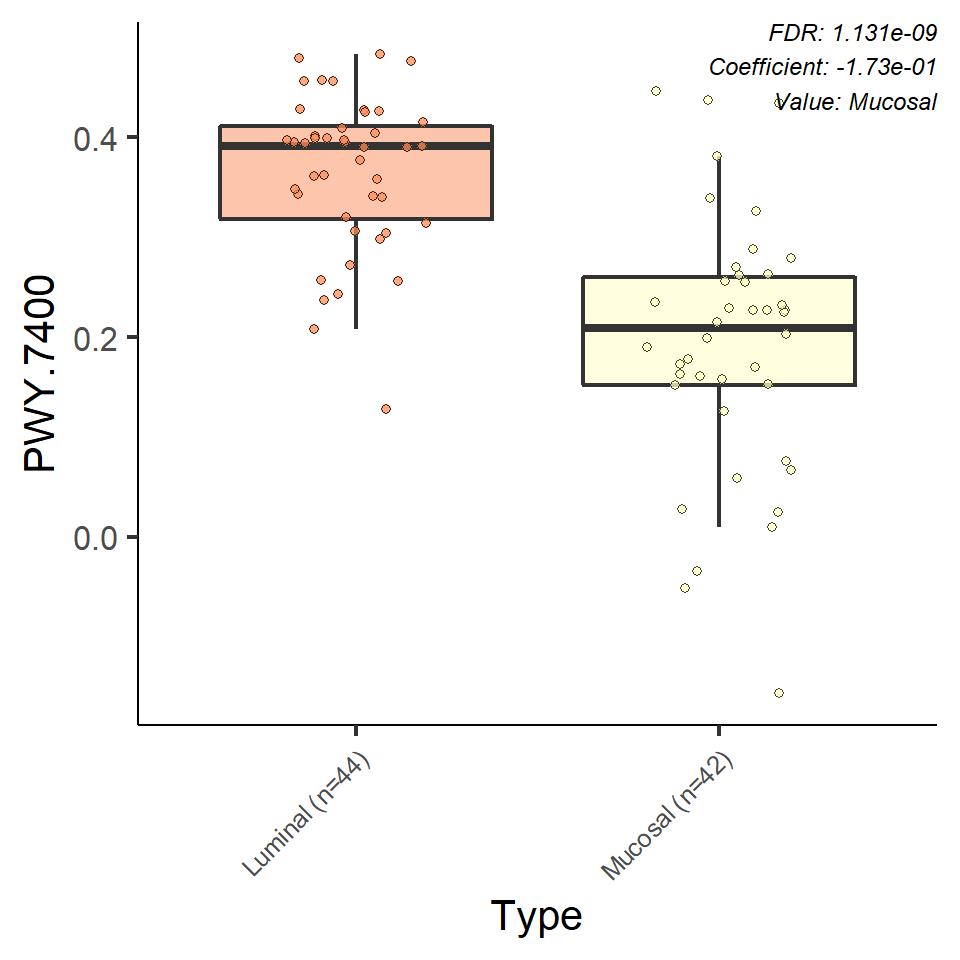 FDR: 1.131e-09
Coefficient: -1.73e-01
Value: Mucosal
PWY.7400
0.4
0.2
0.0
Luminal (n=44)
Mucosal (n=42)
Type